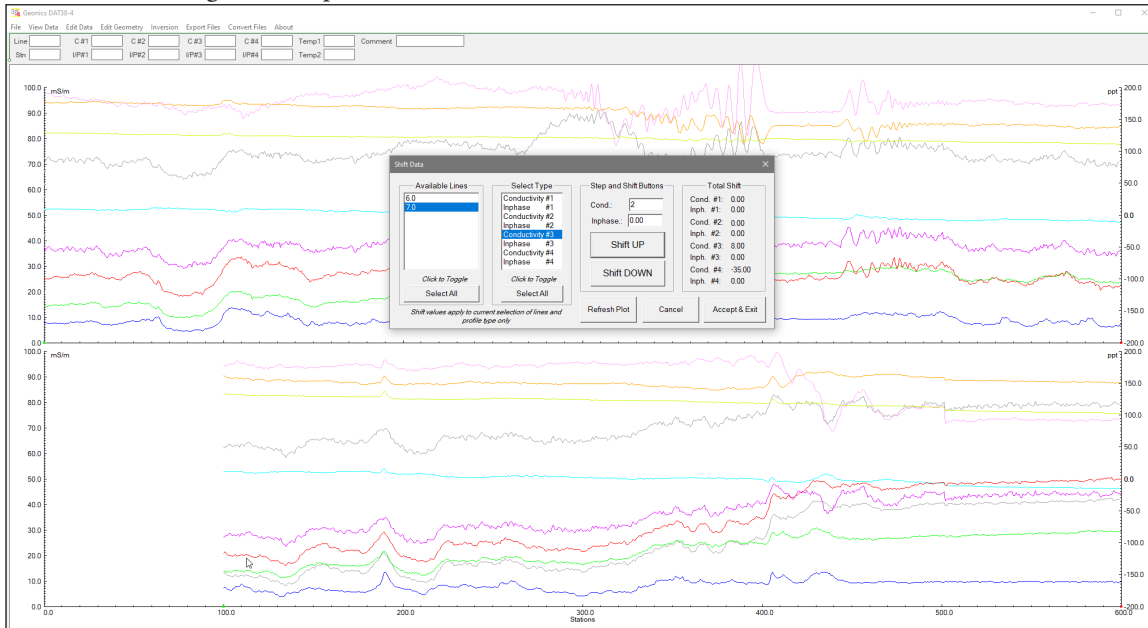 Geonics DAT38-4
File View Data Edit Data Edit Geometry Inversion Export Files Convert Files About
Line C #1 C #2 C #3 C #4 Temp1 Comment
Stn I/P#1 I/P#2 I/P#3 I/P#4 Temp2
100.0 mS/m ppt 200.0
90.0
150.0
80.0
100.0
70.0
60.0 50.0
50.0 0.0
40.0
-50.0
30.0
-100.0
20.0
10.0 -150.0
0.0 -200.0
Shift Data
Available Lines
6.0
7.0
Click to Toggle
Select All
Select Type
Conductivity #1
Inphase #1
Conductivity #2
Inphase #2
Conductivity #3
Inphase #3
Conductivity #4
Inphase #4
Click to Toggle
Select All
Shift values apply to current selection of lines and
profile type only
Step and Shift Buttons
Cond.: 2
Inphase.: 0.00
Shift UP
Shift DOWN
Total Shift
Cond. #1: 0.00
Inph. #1: 0.00
Cond. #2: 0.00
Inph. #2: 0.00
Cond. #3: 8.00
Inph. #3: 0.00
Cond. #4: -35.00
Inph. #4: 0.00
Refresh Plot Cancel Accept & Exit
100.0 mS/m ppt 200.0
90.0
150.0
80.0
100.0
70.0
60.0 50.0
50.0 0.0
40.0
-50.0
30.0
-100.0
20.0
10.0 -150.0
0.0 -200.0
0.0 100.0 200.0 300.0 400.0 500.0 600.0
Stations